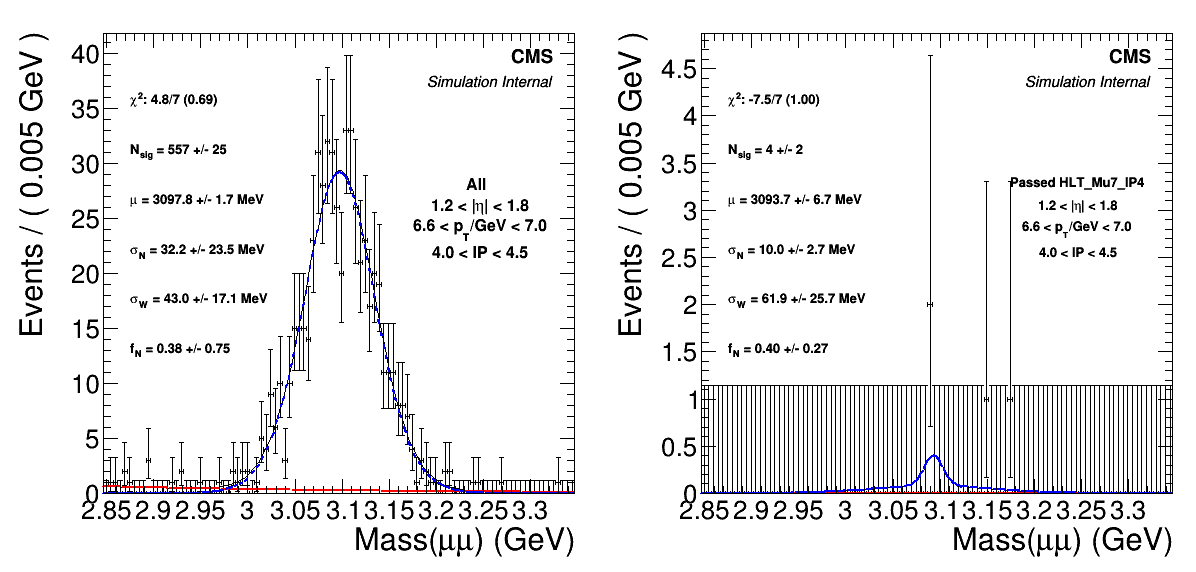 CMS
Simulation Internal
χ²: 4.8/7 (0.69)
N_sig = 557 +/- 25
μ = 3097.8 +/- 1.7 MeV
σ_N = 32.2 +/- 23.5 MeV
σ_W = 43.0 +/- 17.1 MeV
f_N = 0.38 +/- 0.75
All
1.2 < |η| < 1.8
6.6 < p_T/GeV < 7.0
4.0 < IP < 4.5
Events / ( 0.005 GeV )
40
35
30
25
20
15
10
5
0
2.85 2.9 2.95 3 3.05 3.1 3.15 3.2 3.25 3.3
Mass(μμ) (GeV)
CMS
Simulation Internal
χ²: -7.5/7 (1.00)
N_sig = 4 +/- 2
μ = 3093.7 +/- 6.7 MeV
σ_N = 10.0 +/- 2.7 MeV
σ_W = 61.9 +/- 25.7 MeV
f_N = 0.40 +/- 0.27
Passed HLT_Mu7_IP4
1.2 < |η| < 1.8
6.6 < p_T/GeV < 7.0
4.0 < IP < 4.5
Events / ( 0.005 GeV )
4.5
4
3.5
3
2.5
2
1.5
1
0.5
0
2.85 2.9 2.95 3 3.05 3.1 3.15 3.2 3.25 3.3
Mass(μμ) (GeV)